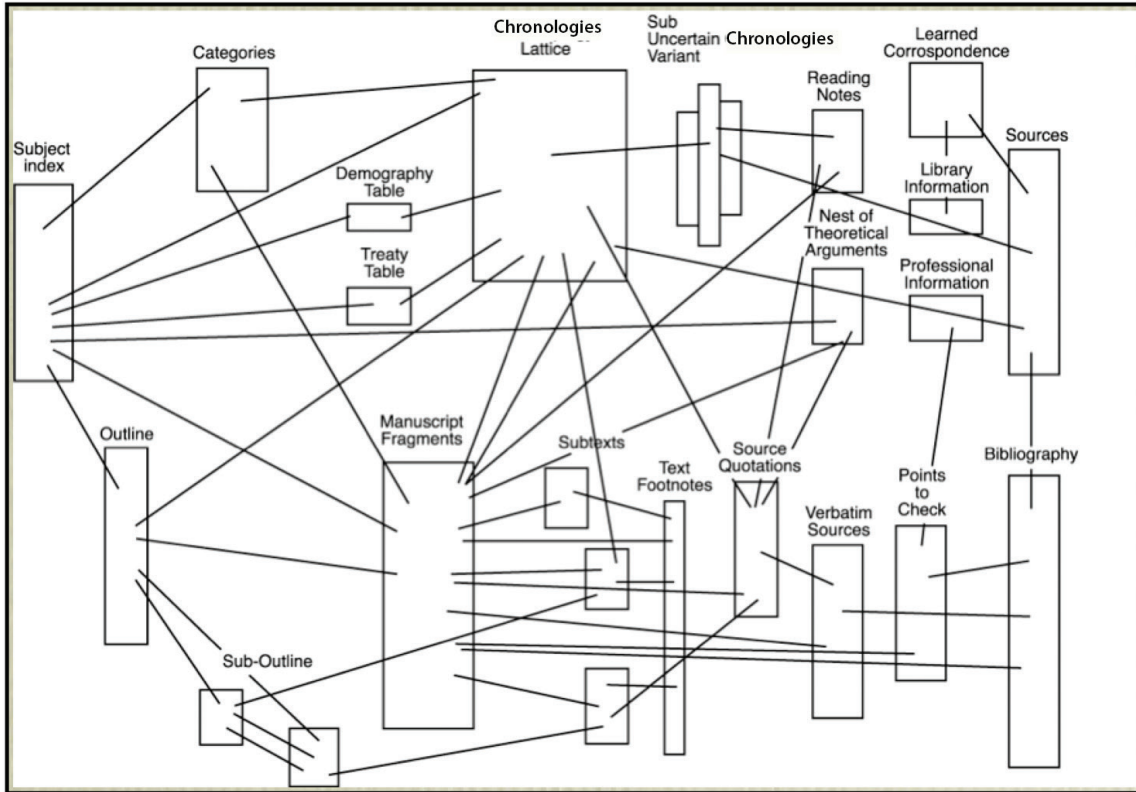 Chronologies
Lattice
Sub
Uncertain
Variant
Chronologies
Learned
Corrospondence
Categories
Reading
Notes
Sources
Subject
index
Demography
Table
Library
Information
Nest of
Theoretical
Arguments
Treaty
Table
Professional
Information
Outline
Manuscript
Fragments
Subtexts
Text
Footnotes
Source
Quotations
Points
to
Check
Bibliography
Verbatim
Sources
Sub-Outline